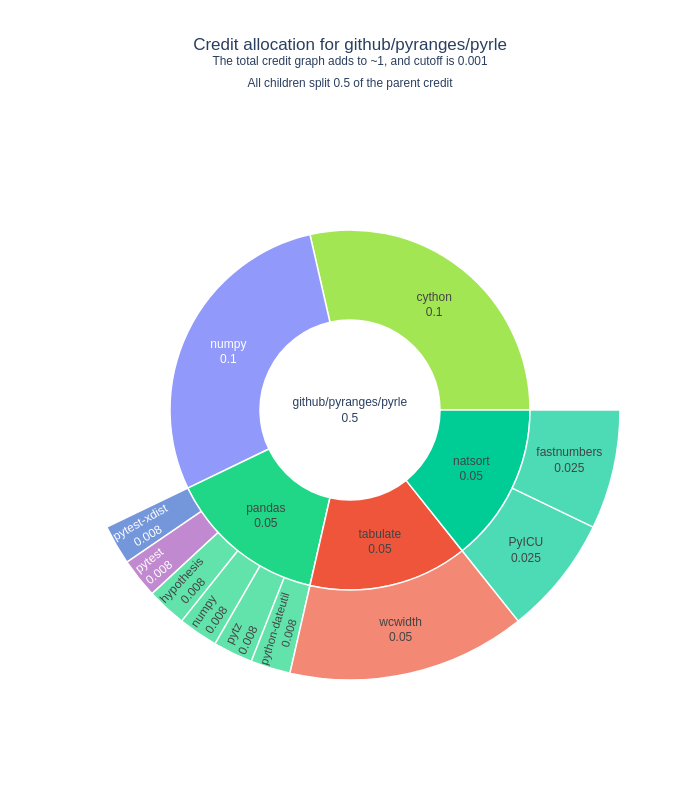 Credit allocation for github/pyranges/pyrle
The total credit graph adds to ~1, and cutoff is 0.001
All children split 0.5 of the parent credit
cython
0.1
numpy
0.1
github/pyranges/pyrle
0.5
natsort
0.05
fastnumbers
0.025
PyICU
0.025
pandas
0.05
tabulate
0.05
wcwidth
0.05
pytest-xdist
0.008
pytest
0.008
hypothesis
0.008
numpy
0.008
pytz
0.008
python-dateutil
0.008